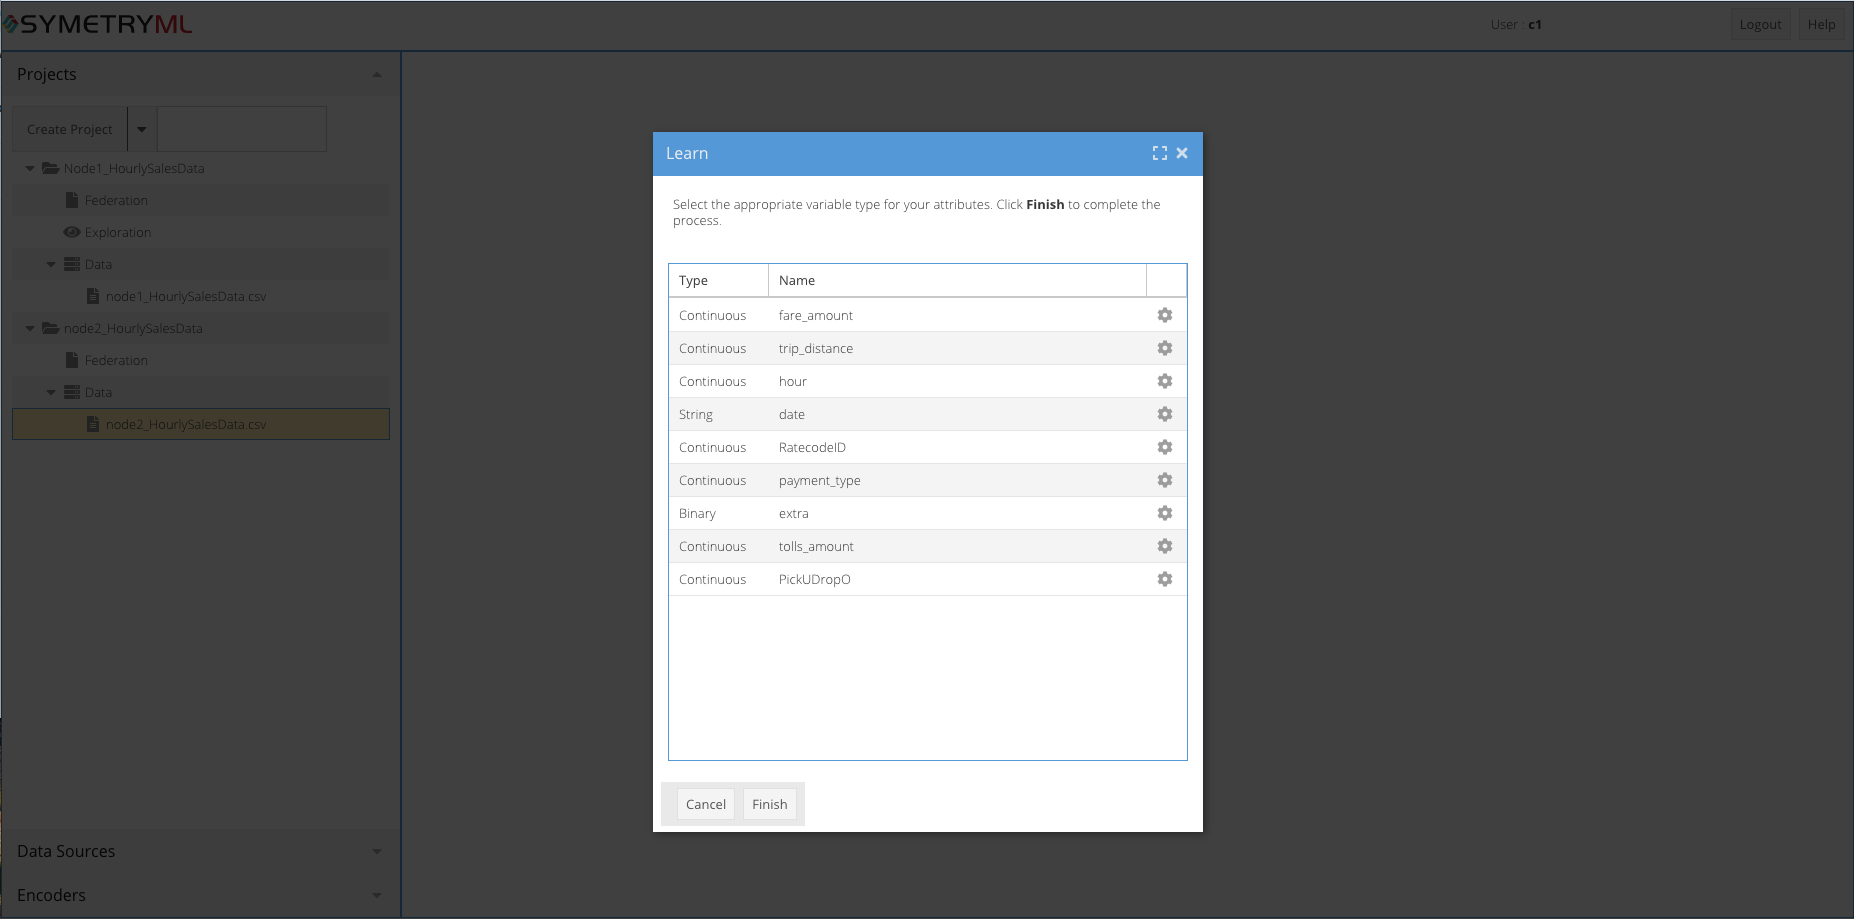 SYMETRYML
User : c1
Logout
Help
Projects
Create Project
Node1_HourlySalesData
Federation
Exploration
Data
node1_HourlySalesData.csv
node2_HourlySalesData
Federation
Data
node2_HourlySalesData.csv
Data Sources
Encoders
Learn
Select the appropriate variable type for your attributes. Click Finish to complete the
process.
Type Name
Continuous fare_amount
Continuous trip_distance
Continuous hour
String date
Continuous RatecodeID
Continuous payment_type
Binary extra
Continuous tolls_amount
Continuous PickUDropO
Cancel Finish